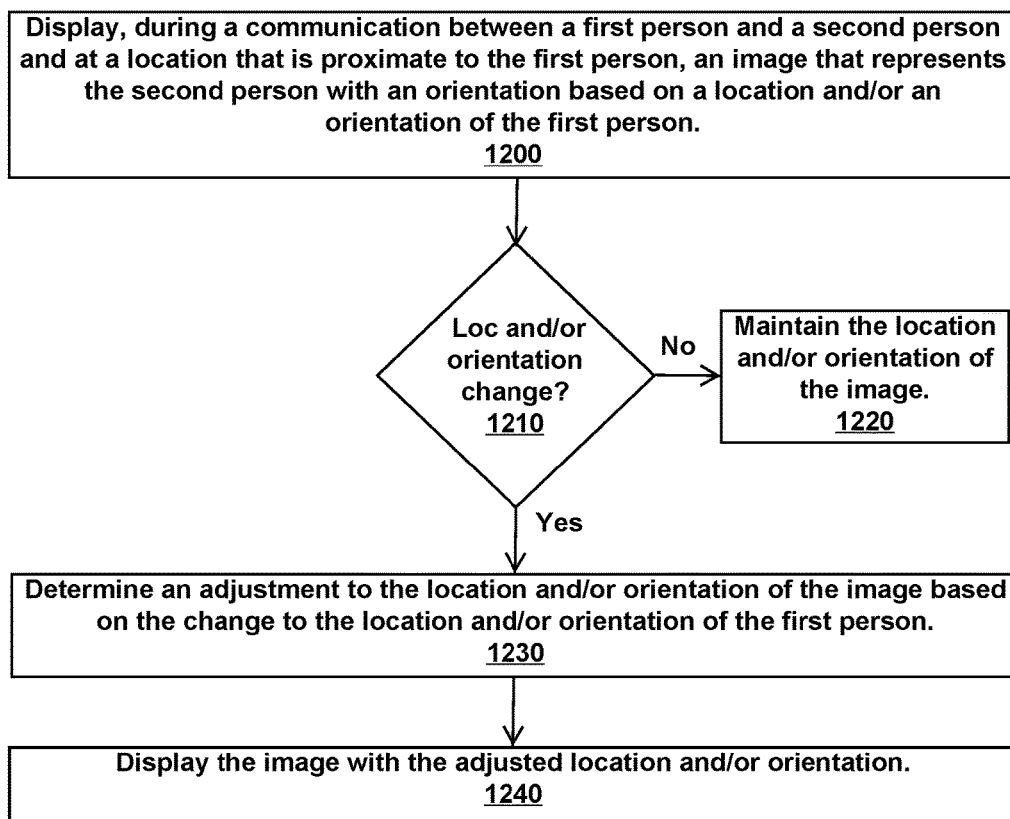 Display, during a communication between a first person and a second person
and at a location that is proximate to the first person, an image that represents
the second person with an orientation based on a location and/or an
orientation of the first person.
1200
Loc and/or
orientation
change?
1210
No
Maintain the location
and/or orientation of
the image.
1220
Yes
Determine an adjustment to the location and/or orientation of the image based
on the change to the location and/or orientation of the first person.
1230
Display the image with the adjusted location and/or orientation.
1240